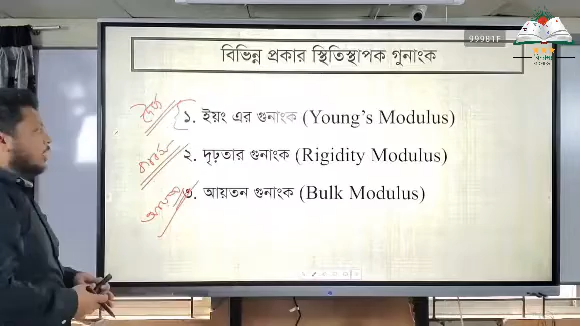 বিভিন্ন প্রকার স্থিতিস্থাপক গুনাংক
দৈর্ঘ্য
১. ইয়ং এর গুনাংক (Young's Modulus)
২. দৃঢ়তার গুনাংক (Rigidity Modulus)
৩. আয়তন গুনাংক (Bulk Modulus)
99981F